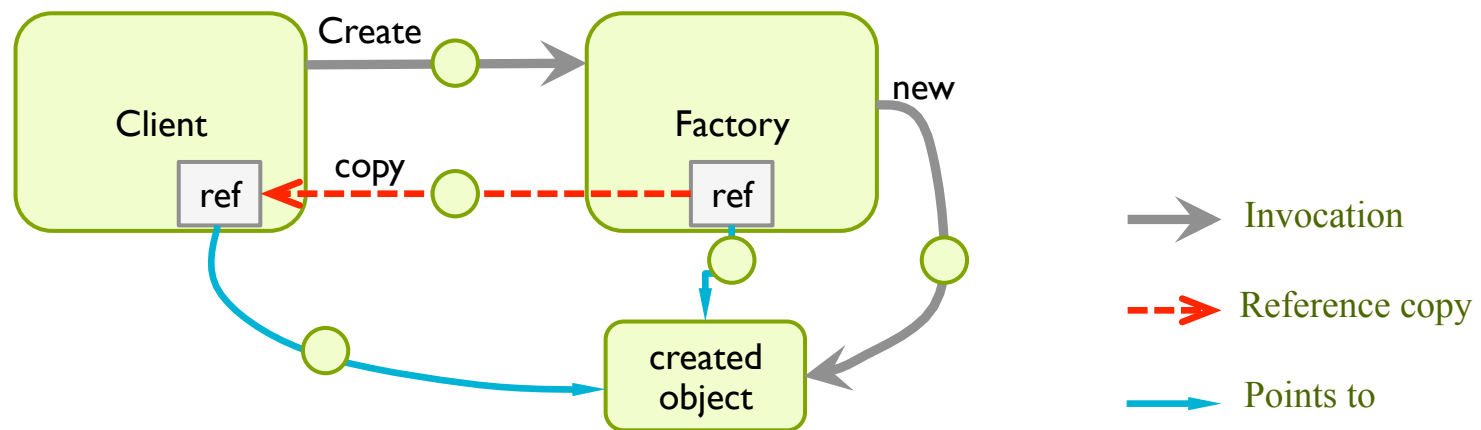 Create
new
Client
Factory
copy
ref
ref
Invocation
Reference copy
created
object
Points to